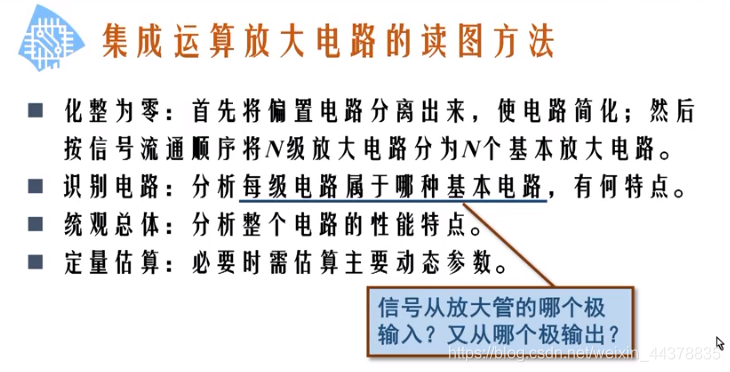 集成运算放大电路的读图方法
化整为零：首先将偏置电路分离出来，使电路简化；然后
按信号流通顺序将N级放大电路分为N个基本放大电路。
识别电路：分析每级电路属于哪种基本电路，有何特点。
统观总体：分析整个电路的性能特点。
定量估算：必要时需估算主要动态参数。
信号从放大管的哪个极
输入？又从哪个极输出？
https://blog.csdn.net/weixin_44378835